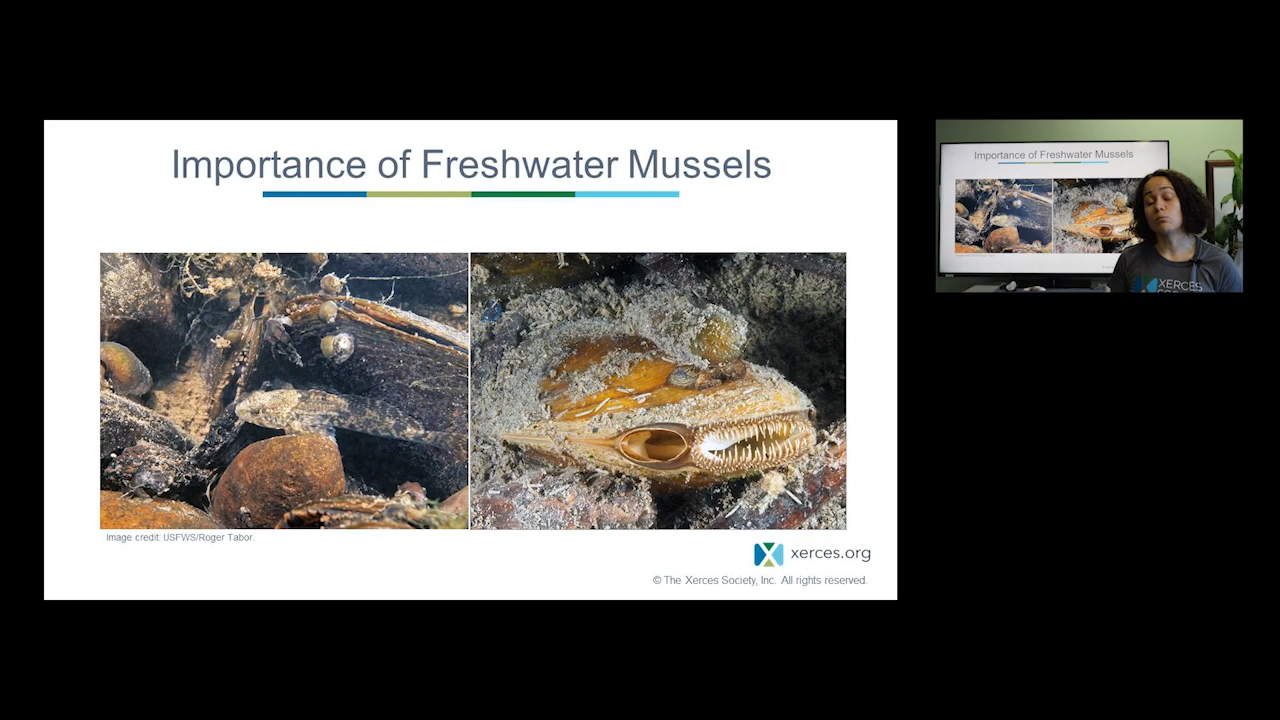 Importance of Freshwater Mussels
Image credit: USFWS/Roger Tabor.
xerces.org
© The Xerces Society, Inc. All rights reserved.
Importance of Freshwater Mussels
XERCES
SOCIETY